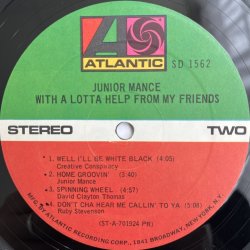 ATLANTIC
SD 1562
JUNIOR MANCE
WITH A LOTTA HELP FROM MY FRIENDS
STEREO
TWO
1. WELL I'LL BE WHITE BLACK (4:05)
Creative Conspiracy
2. HOME GROOVIN' (3:40)
Junior Mance
3. SPINNING WHEEL (4:57)
David Clayton Thomas
4. DON'T CHA HEAR ME CALLIN' TO YA (5:08)
Ruby Stevenson
(ST-A-701924 PR)
MFG. BY ATLANTIC RECORDING CORP., 1841 BROADWAY, NEW YORK, N.Y.